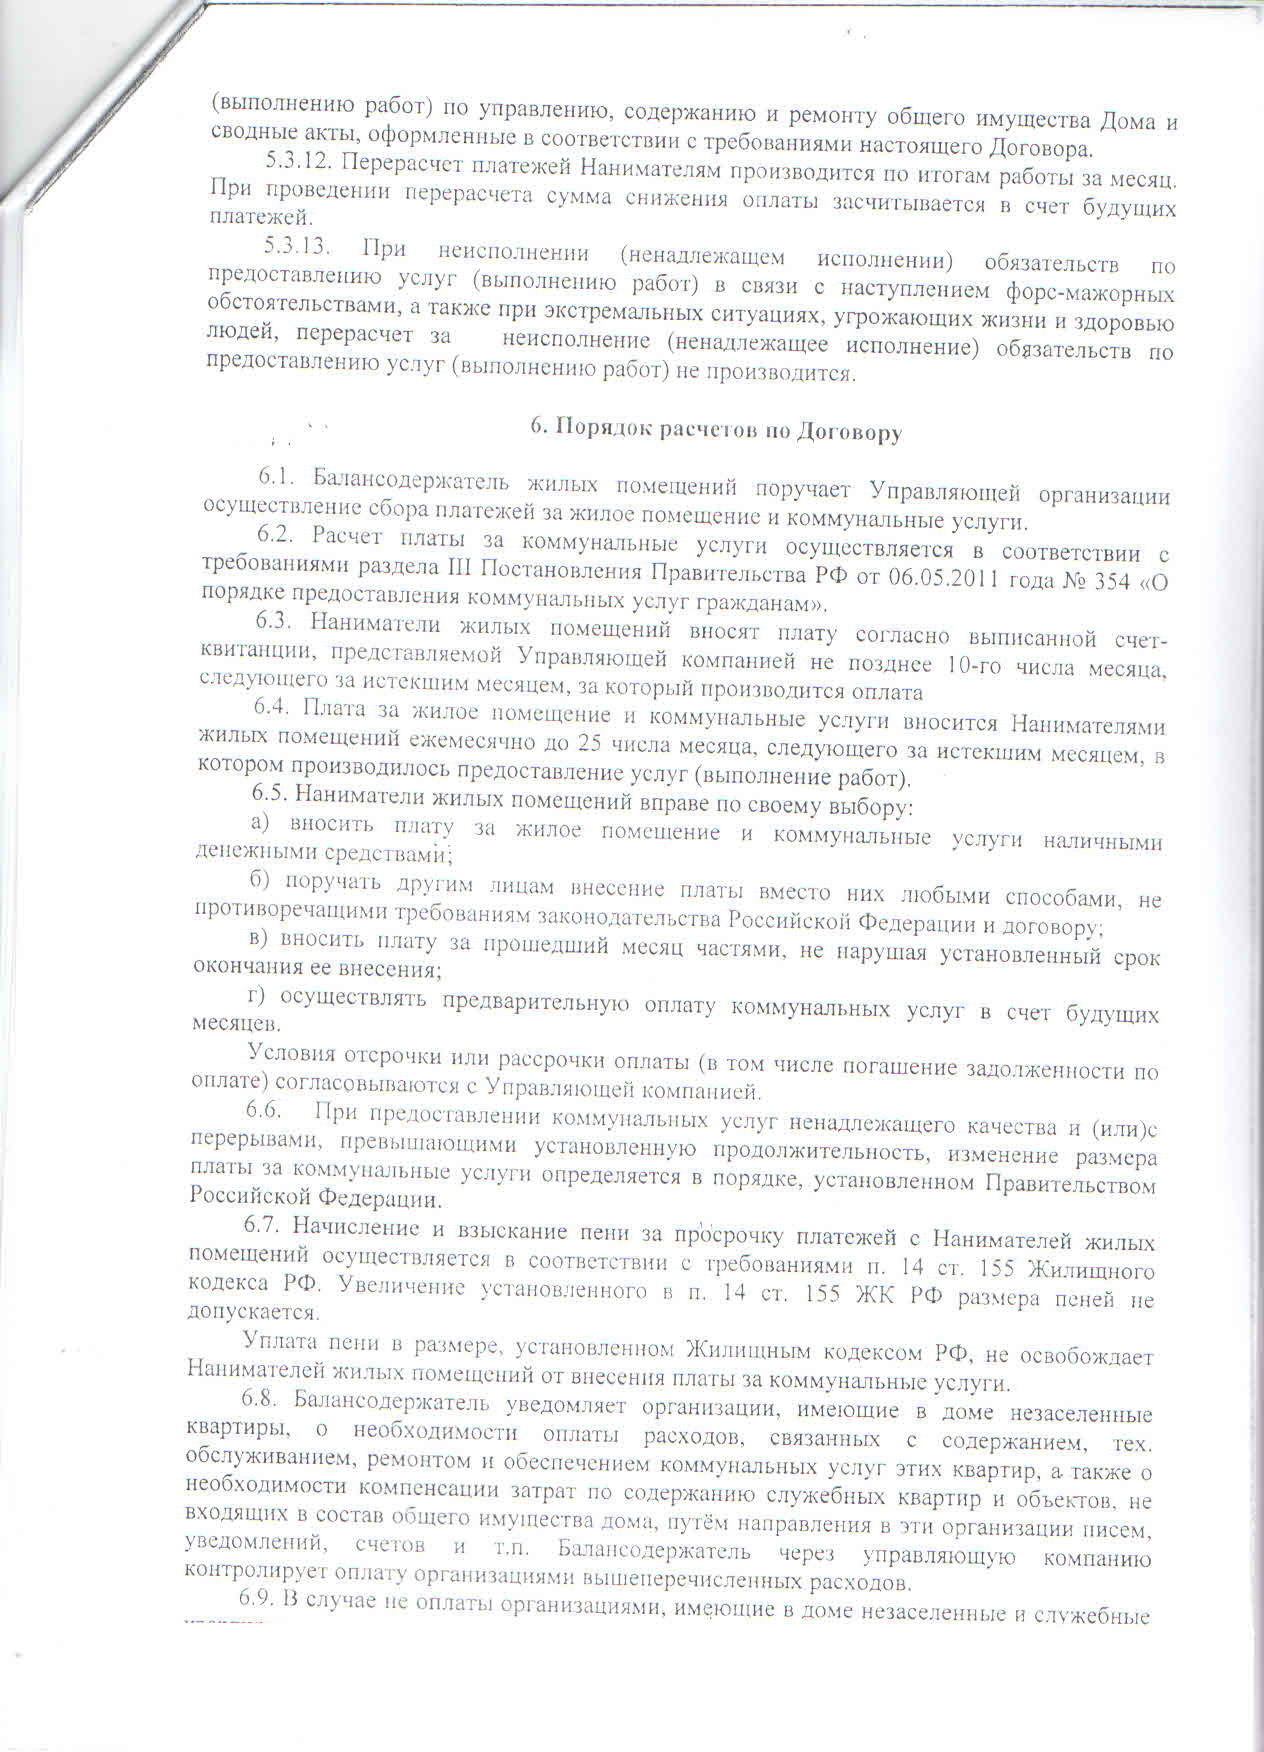 (выполнению работ) по управлению, содержанию и ремонту общего имущества Дома и
сводные акты, оформленные в соответствии с требованиями настоящего Договора.
5.3.12. Перерасчет платежей Нанимателям производится по итогам работы за месяц.
При проведении перерасчета сумма снижения оплаты засчитывается в счет будущих
платежей.
5.3.13. При неисполнении (ненадлежащем исполнении) обязательств по
предоставлению услуг (выполнению работ) в связи с наступлением форс-мажорных
обстоятельствами, а также при экстремальных ситуациях, угрожающих жизни и здоровью
людей, перерасчет за неисполнение (ненадлежащее исполнение) обязательств по
предоставлению услуг (выполнению работ) не производится.
6. Порядок расчетов по Договору
6.1. Балансодержатель жилых помещений поручает Управляющей организации
осуществление сбора платежей за жилое помещение и коммунальные услуги.
6.2. Расчет платы за коммунальные услуги осуществляется в соответствии с
требованиями раздела III Постановления Правительства РФ от 06.05.2011 года № 354 «О
порядке предоставления коммунальных услуг гражданам».
6.3. Наниматели жилых помещений вносят плату согласно выписанной счет-
квитанции, представляемой Управляющей компанией не позднее 10-го числа месяца,
следующего за истекшим месяцем, за который производится оплата
6.4. Плата за жилое помещение и коммунальные услуги вносится Нанимателями
жилых помещений ежемесячно до 25 числа месяца, следующего за истекшим месяцем, в
котором производилось предоставление услуг (выполнение работ).
6.5. Наниматели жилых помещений вправе по своему выбору:
а) вносить плату за жилое помещение и коммунальные услуги наличными
денежными средствами;
б) поручать другим лицам внесение платы вместо них любыми способами, не
противоречащими требованиям законодательства Российской Федерации и договору;
в) вносить плату за прошедший месяц частями, не нарушая установленный срок
окончания ее внесения;
г) осуществлять предварительную оплату коммунальных услуг в счет будущих
месяцев.
Условия отсрочки или рассрочки оплаты (в том числе погашение задолженности по
оплате) согласовываются с Управляющей компанией.
6.6. При предоставлении коммунальных услуг ненадлежащего качества и (или)с
перерывами, превышающими установленную продолжительность, изменение размера
платы за коммунальные услуги определяется в порядке, установленном Правительством
Российской Федерации.
6.7. Начисление и взыскание пени за просрочку платежей с Нанимателей жилых
помещений осуществляется в соответствии с требованиями п. 14 ст. 155 Жилищного
кодекса РФ. Увеличение установленного в п. 14 ст. 155 ЖК РФ размера пеней не
допускается.
Уплата пени в размере, установленном Жилищным кодексом РФ, не освобождает
Нанимателей жилых помещений от внесения платы за коммунальные услуги.
6.8. Балансодержатель уведомляет организации, имеющие в доме незаселенные
квартиры, о необходимости оплаты расходов, связанных с содержанием, тех.
обслуживанием, ремонтом и обеспечением коммунальных услуг этих квартир, а также о
необходимости компенсации затрат по содержанию служебных квартир и объектов, не
входящих в состав общего имущества дома, путём направления в эти организации писем,
уведомлений, счетов и т.п. Балансодержатель через управляющую компанию
контролирует оплату организациями вышеперечисленных расходов.
6.9. В случае не оплаты организациями, имеющие в доме незаселенные и служебные